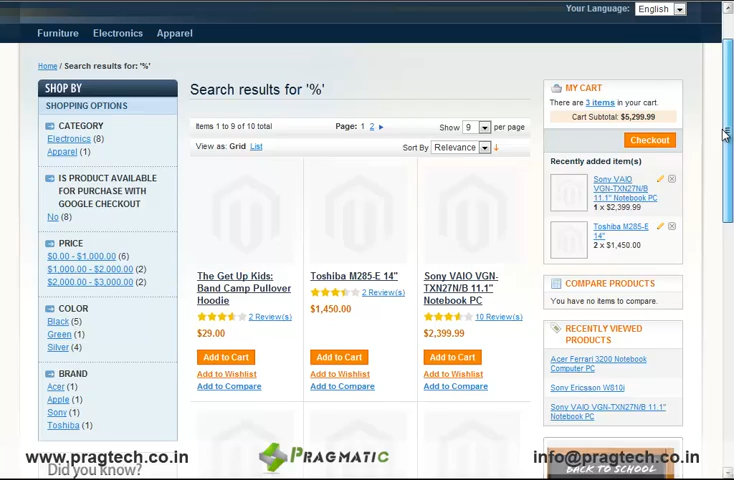 Your Language: English
Furniture Electronics Apparel
Home / Search results for: '%'
SHOP BY
SHOPPING OPTIONS
CATEGORY
Electronics (8)
Apparel (1)
IS PRODUCT AVAILABLE
FOR PURCHASE WITH
GOOGLE CHECKOUT
No (8)
PRICE
$0.00 - $1,000.00 (6)
$1,000.00 - $2,000.00 (2)
$2,000.00 - $3,000.00 (2)
COLOR
Black (5)
Green (1)
Silver (4)
BRAND
Acer (1)
Apple (1)
Sony (1)
Toshiba (1)
Did you know?
Search results for '%'
Items 1 to 9 of 10 total Page: 1 2 Show 9 per page
View as: Grid List Sort By Relevance
The Get Up Kids:
Band Camp Pullover
Hoodie
2 Review(s)
$29.00
Add to Cart
Add to Wishlist
Add to Compare
Toshiba M285-E 14"
2 Review(s)
$1,450.00
Add to Cart
Add to Wishlist
Add to Compare
Sony VAIO VGN-
TXN27N/B 11.1"
Notebook PC
10 Review(s)
$2,399.99
Add to Cart
Add to Wishlist
Add to Compare
MY CART
There are 3 items in your cart.
Cart Subtotal: $5,299.99
Checkout
Recently added item(s)
Sony VAIO
VGN-TXN27N/B
11.1" Notebook PC
1 x $2,399.99
Toshiba M285-E
14"
2 x $1,450.00
COMPARE PRODUCTS
You have no items to compare.
RECENTLY VIEWED
PRODUCTS
Acer Ferrari 3200 Notebook
Computer PC
Sony Ericsson W810i
Sony VAIO VGN-TXN27N/B 11.1"
Notebook PC
BACK TO SCHOOL
www.pragtech.co.in PRAGMATIC info@pragtech.co.in